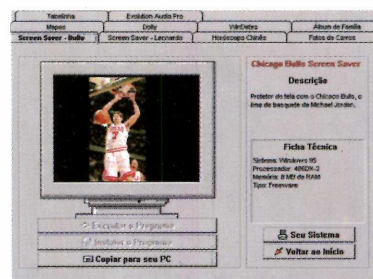 Tabelinha
Evolution Audio Pro
Mapas
Dolly
WinDates
Álbum de Família
Screen Saver - Bulls
Screen Saver - Leonardo
Horóscopo Chinês
Fotos de Carros
Chicago Bulls Screen Saver
Descrição
Protetor de tela com o Chicago Bulls, o
time de basquete de Michael Jordan.
Ficha Técnica
Sistema: Windows 95
Processador: 486DX-2
Memória: 8 MB de RAM
Tipo: Freeware
Executar o Programa
Instalar o Programa
Copiar para seu PC
Seu Sistema
Voltar ao Início